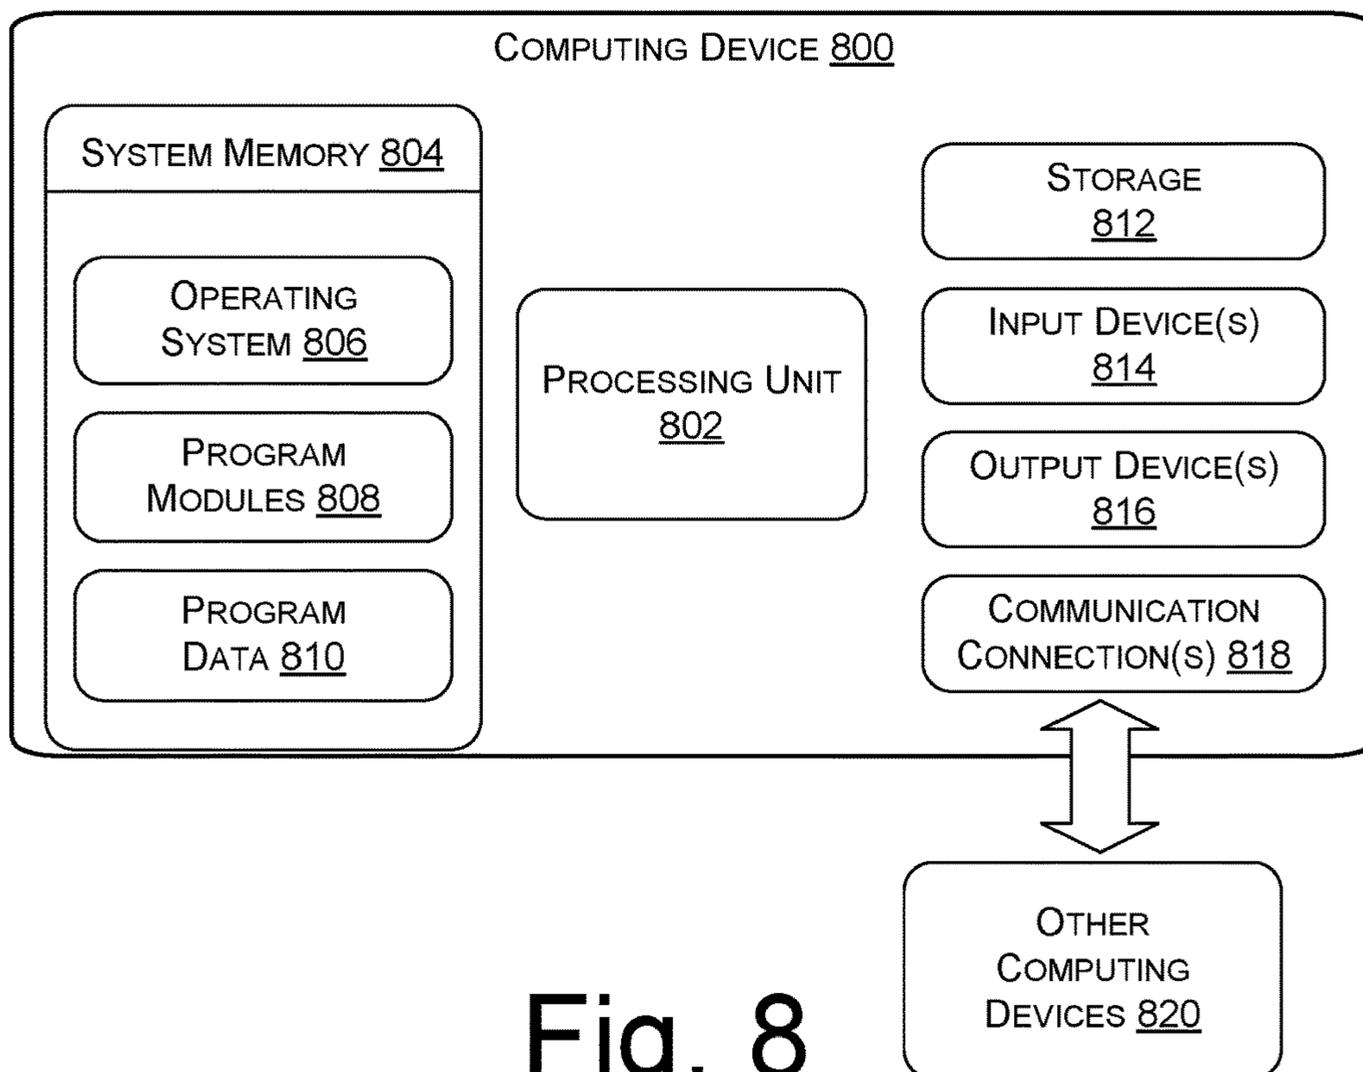 COMPUTING DEVICE 800
SYSTEM MEMORY 804
OPERATING
SYSTEM 806
PROGRAM
MODULES 808
PROGRAM
DATA 810
PROCESSING UNIT
802
STORAGE
812
INPUT DEVICE(S)
814
OUTPUT DEVICE(S)
816
COMMUNICATION
CONNECTION(S) 818
OTHER
COMPUTING
DEVICES 820
Fig. 8